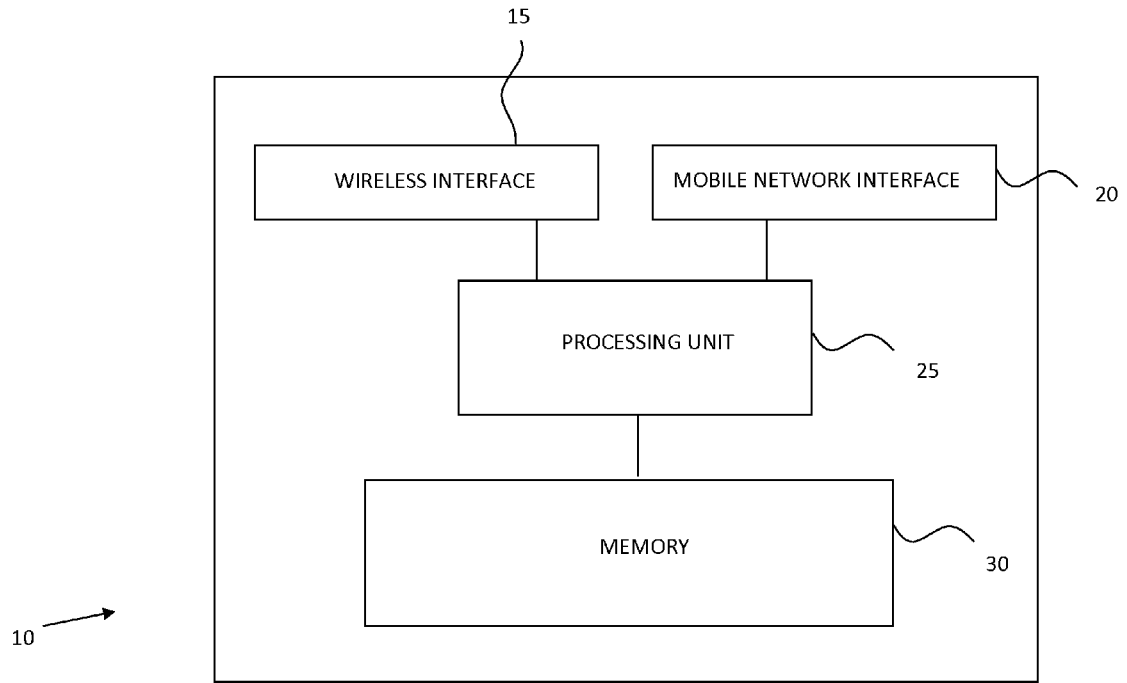 15
WIRELESS INTERFACE
MOBILE NETWORK INTERFACE
20
PROCESSING UNIT
25
MEMORY
30
10